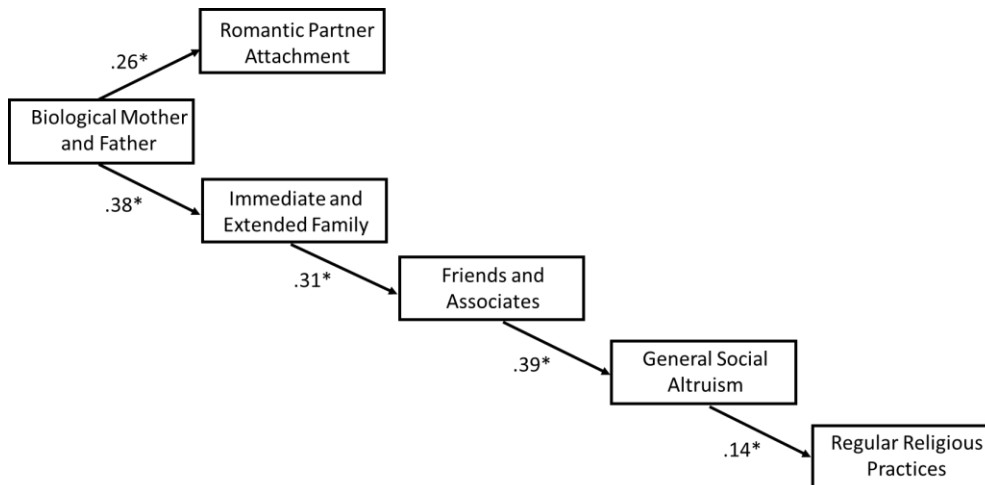 Romantic Partner
Attachment
.26*
Biological Mother
and Father
.38*
Immediate and
Extended Family
.31*
Friends and
Associates
.39*
General Social
Altruism
.14*
Regular Religious
Practices